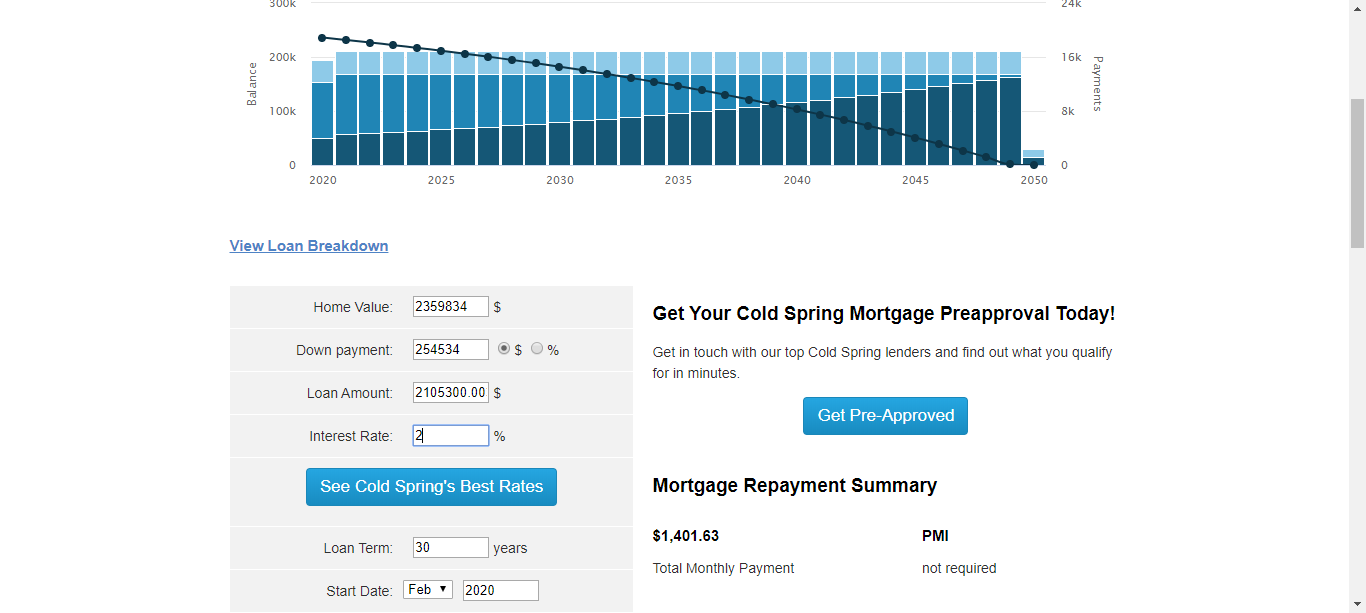 300k 24k
200k 16k
Balance Payments
100k 8k
0 0
2020 2025 2030 2035 2040 2045 2050
View Loan Breakdown
Home Value: 2359834 $
Down payment: 254534 $ %
Loan Amount: 2105300.00 $
Interest Rate: 2 %
See Cold Spring's Best Rates
Loan Term: 30 years
Start Date: Feb 2020
Get Your Cold Spring Mortgage Preapproval Today!
Get in touch with our top Cold Spring lenders and find out what you qualify
for in minutes.
Get Pre-Approved
Mortgage Repayment Summary
$1,401.63 PMI
Total Monthly Payment not required